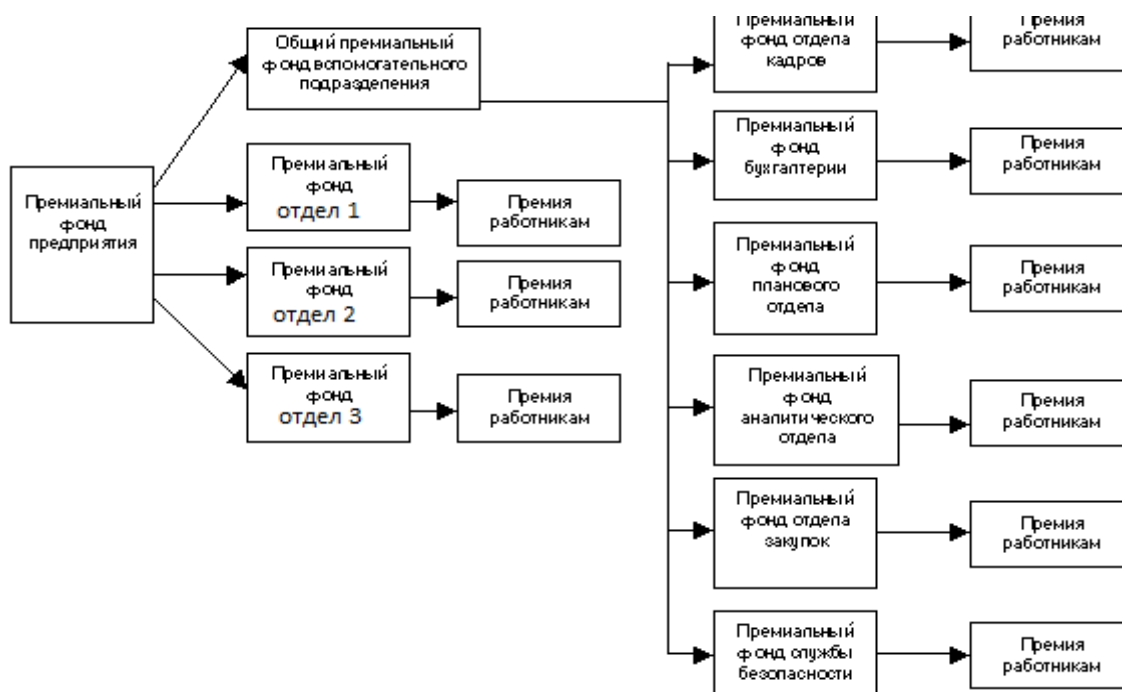 Общий премиальный
фонд вспомогательного
подразделения
Премиальный
фонд
предприятия
Премиальный
фонд
отдел 1
Премия
работникам
Премиальный
фонд
отдел 2
Премия
работникам
Премиальный
фонд
отдел 3
Премия
работникам
Премиальный
фонд отдела
кадров
Премия
работникам
Премиальный
фонд
бухгалтерии
Премия
работникам
Премиальный
фонд
планового
отдела
Премия
работникам
Премиальный
фонд
аналитического
отдела
Премия
работникам
Премиальный
фонд отдела
закупок
Премия
работникам
Премиальный
фонд службы
безопасности
Премия
работникам